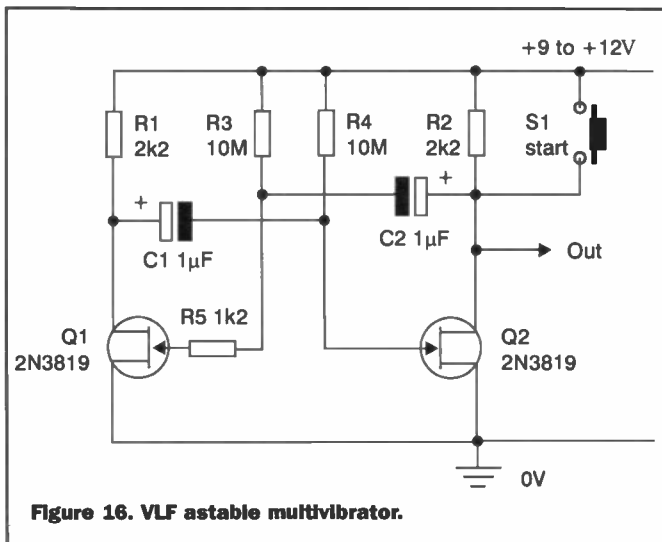 +9 to +12V
R1
2k2
R3
10M
R4
10M
R2
2k2
S1
start
+
+
C1 1µF
C2 1µF
Out
R5 1k2
Q1
2N3819
Q2
2N3819
0V
Figure 16. VLF astable multivibrator.